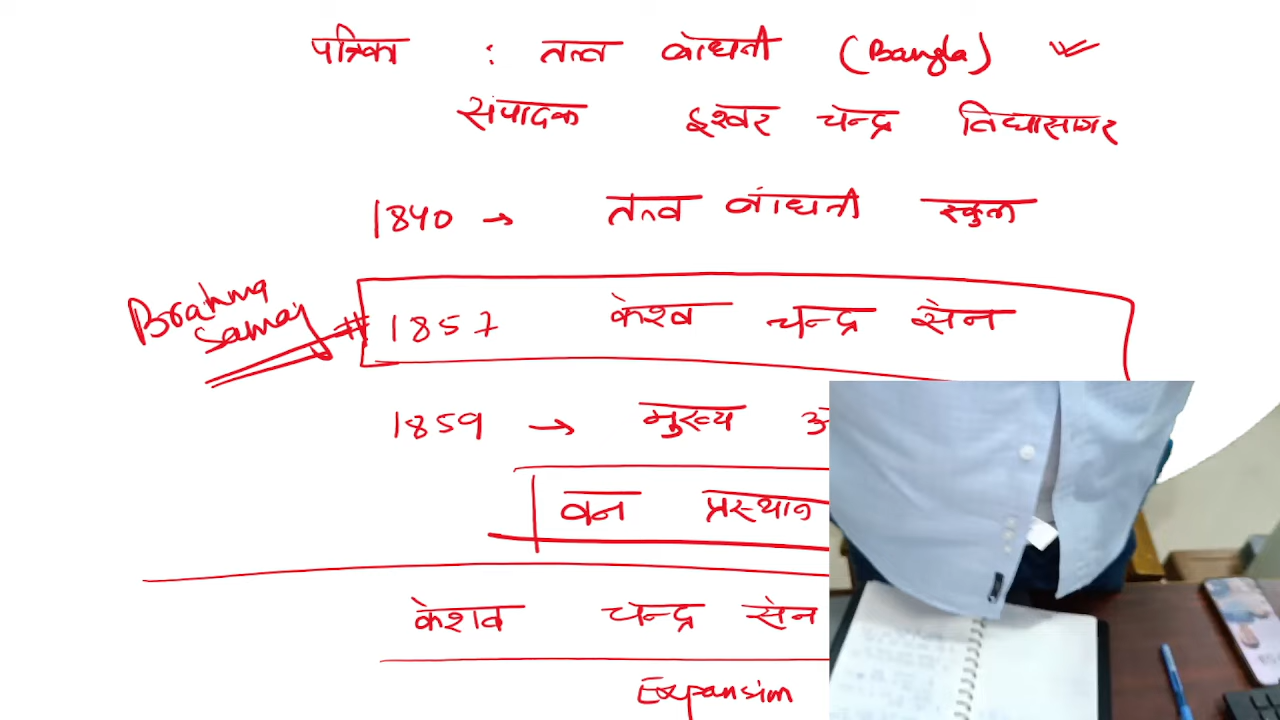 पत्रिका : तत्व बोधनी (Bangla)
संपादक इश्वर चन्द्र विद्यासागर
1840 → तत्व बोधनी स्कुल
Brahma Samaj # 1857 केशव चन्द्र सेन
1859 → मुख्य
वन प्रस्थान
केशव चन्द्र सेन
Expansion